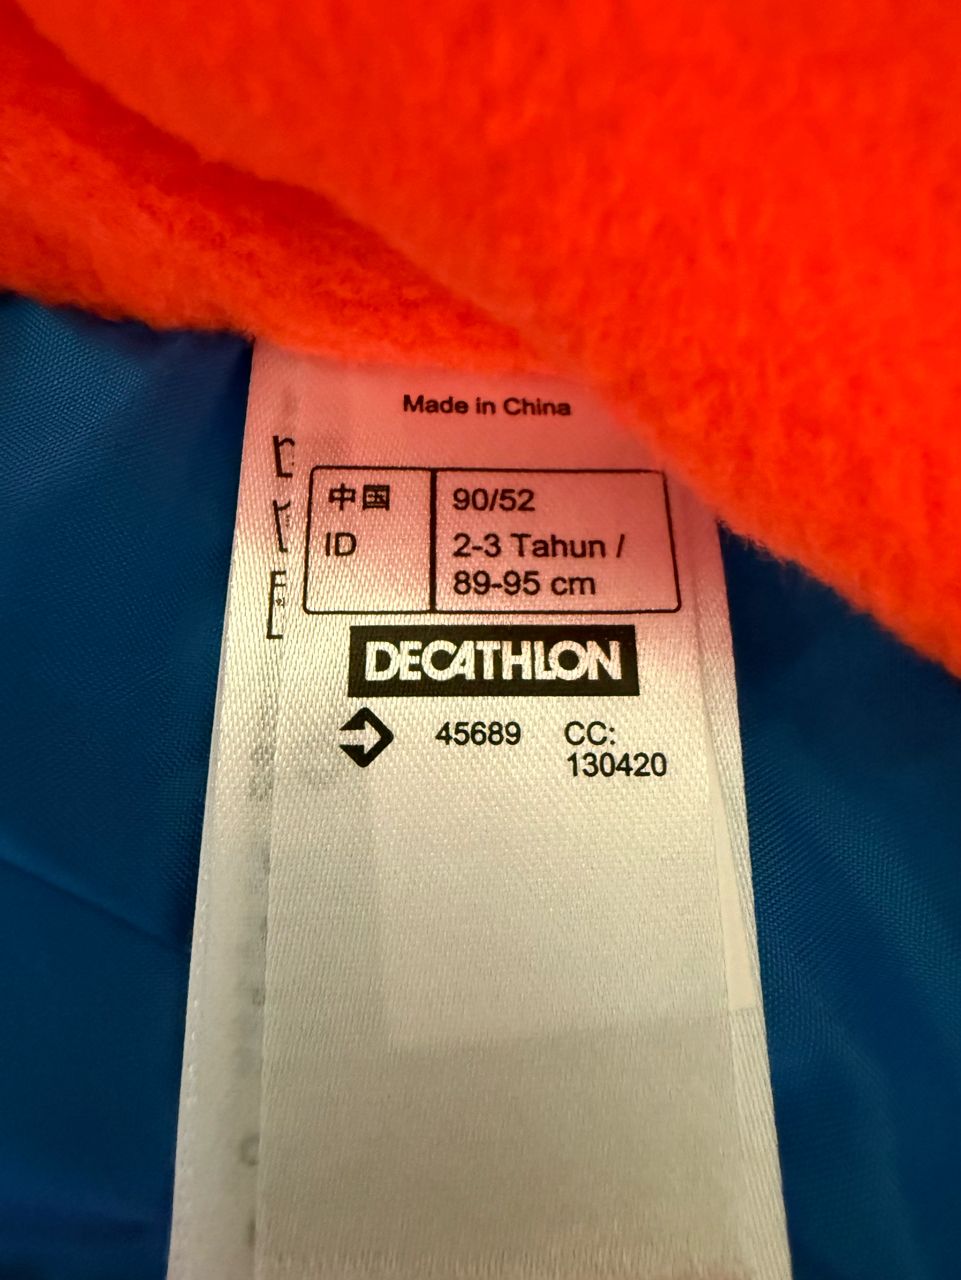 Made in China
中国 90/52
ID 2-3 Tahun /
89-95 cm
DECATHLON
45689 CC:
130420